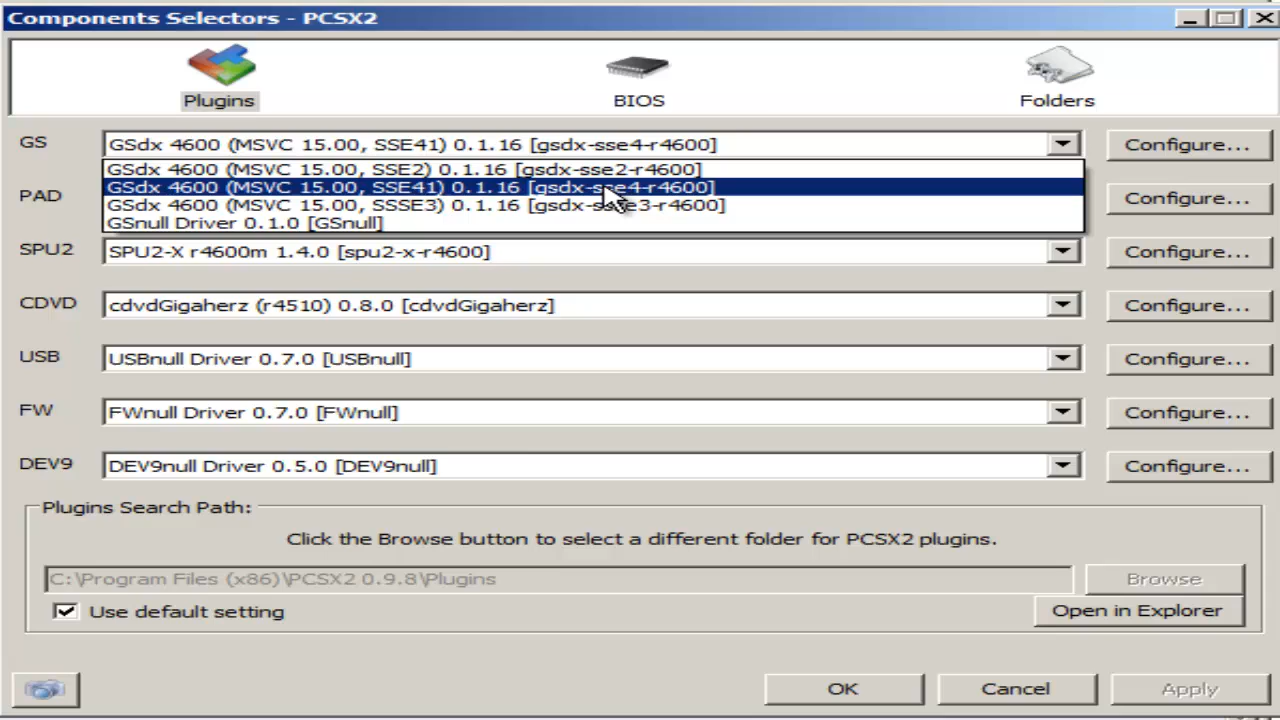 Components Selectors - PCSX2
Plugins
BIOS
Folders
GS
GSdx 4600 (MSVC 15.00, SSE41) 0.1.16 [gsdx-sse4-r4600]
Configure...
GSdx 4600 (MSVC 15.00, SSE2) 0.1.16 [gsdx-sse2-r4600]
GSdx 4600 (MSVC 15.00, SSE41) 0.1.16 [gsdx-sse4-r4600]
GSdx 4600 (MSVC 15.00, SSSE3) 0.1.16 [gsdx-ssse3-r4600]
GSnull Driver 0.1.0 [GSnull]
PAD
Configure...
SPU2
SPU2-X r4600m 1.4.0 [spu2-x-r4600]
Configure...
CDVD
cdvdGigaherz (r4510) 0.8.0 [cdvdGigaherz]
Configure...
USB
USBnull Driver 0.7.0 [USBnull]
Configure...
FW
FWnull Driver 0.7.0 [FWnull]
Configure...
DEV9
DEV9null Driver 0.5.0 [DEV9null]
Configure...
Plugins Search Path:
Click the Browse button to select a different folder for PCSX2 plugins.
C:\Program Files (x86)\PCSX2 0.9.8\Plugins
Browse
Use default setting
Open in Explorer
OK
Cancel
Apply